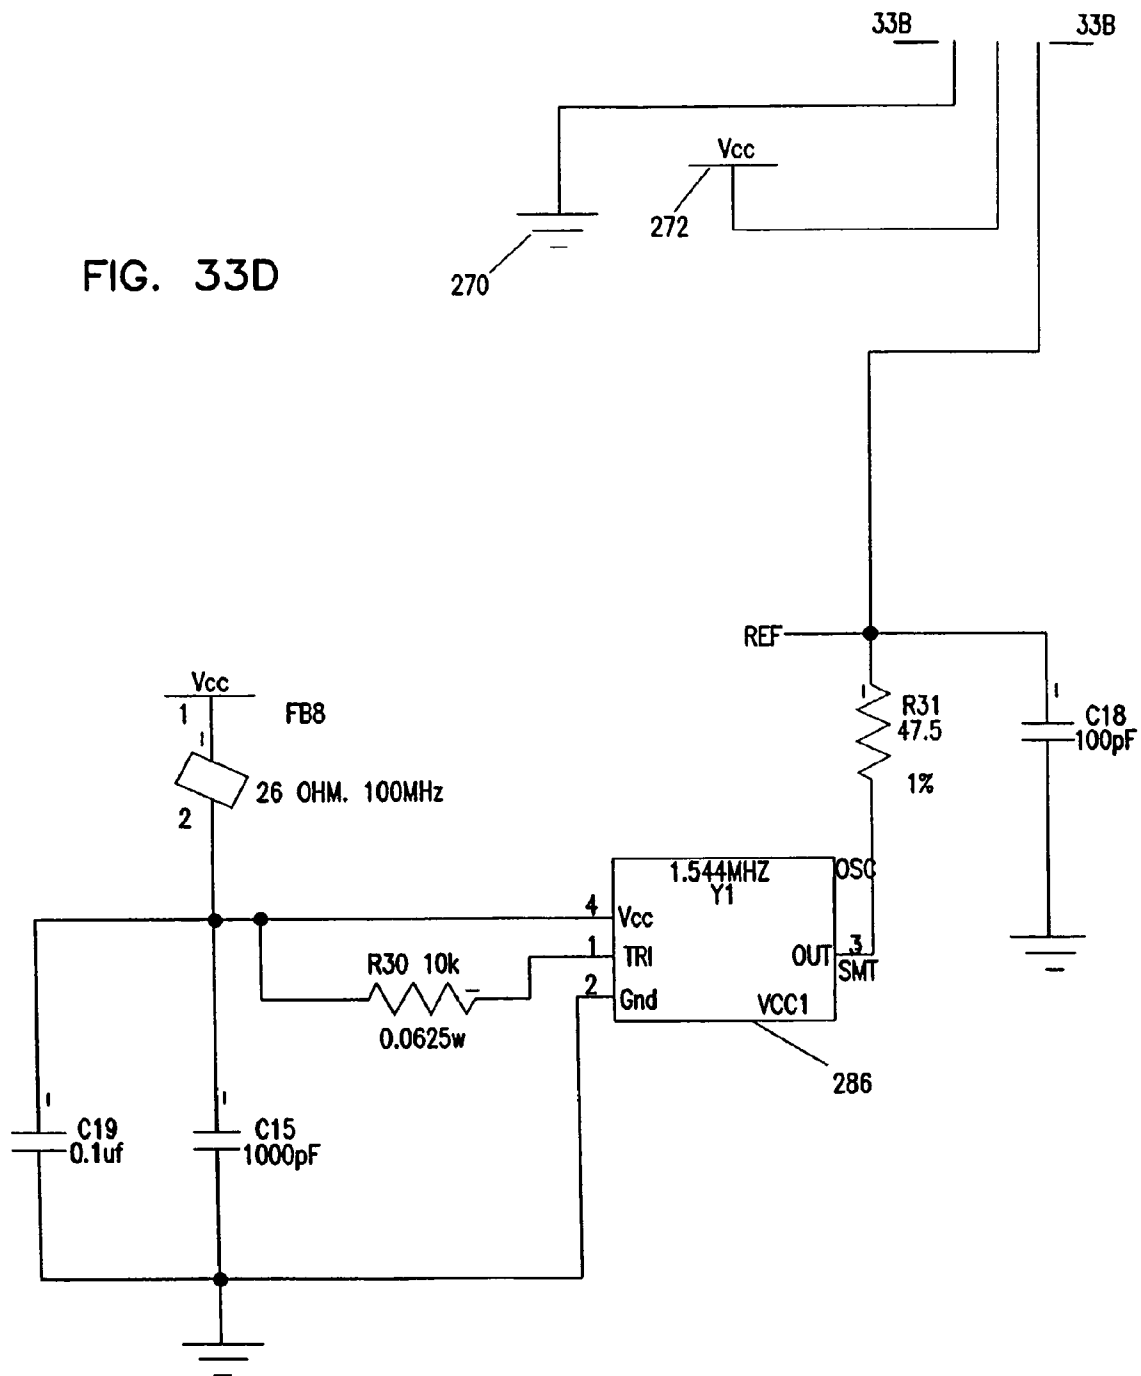 33B
33B
Vcc
272
270
FIG. 33D
REF
Vcc
1
FB8
26 OHM. 100MHz
2
R31
47.5
1%
C18
100pF
1.544MHZ
Y1
OSC
4
Vcc
1
TRI
R30 10k
OUT
3
SMT
2
Gnd
VCC1
0.0625w
286
C19
0.1uf
C15
1000pF